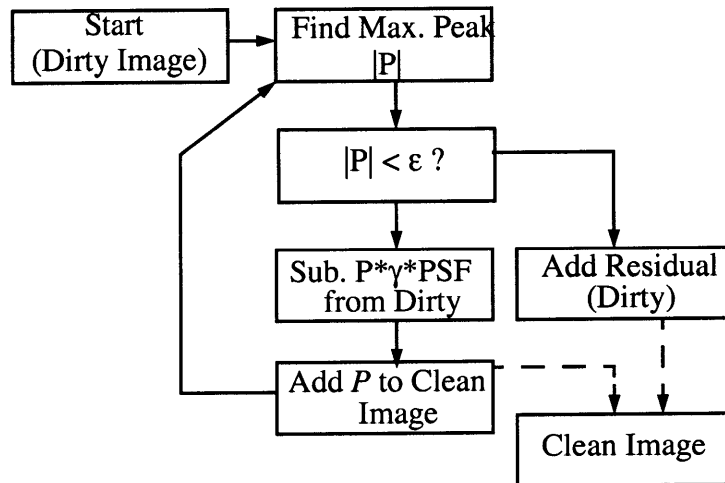 Start
(Dirty Image)
Find Max. Peak
|P|
|P| < ε ?
Sub. P*γ*PSF
from Dirty
Add Residual
(Dirty)
Add P to Clean
Image
Clean Image